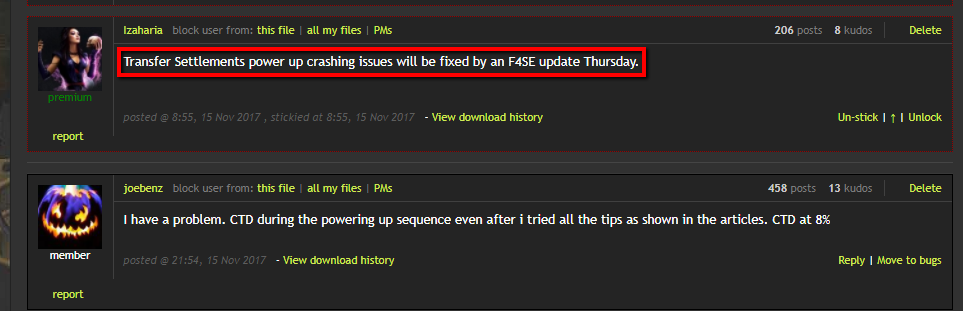 lzaharia block user from: this file | all my files | PMs 206 posts 8 kudos Delete
Transfer Settlements power up crashing issues will be fixed by an F4SE update Thursday.
premium
posted @ 8:55, 15 Nov 2017 , stickied at 8:55, 15 Nov 2017 - View download history Un-stick | ↑ | Unlock
report
joebenz block user from: this file | all my files | PMs 458 posts 13 kudos Delete
I have a problem. CTD during the powering up sequence even after i tried all the tips as shown in the articles. CTD at 8%
member
posted @ 21:54, 15 Nov 2017 - View download history Reply | Move to bugs
report